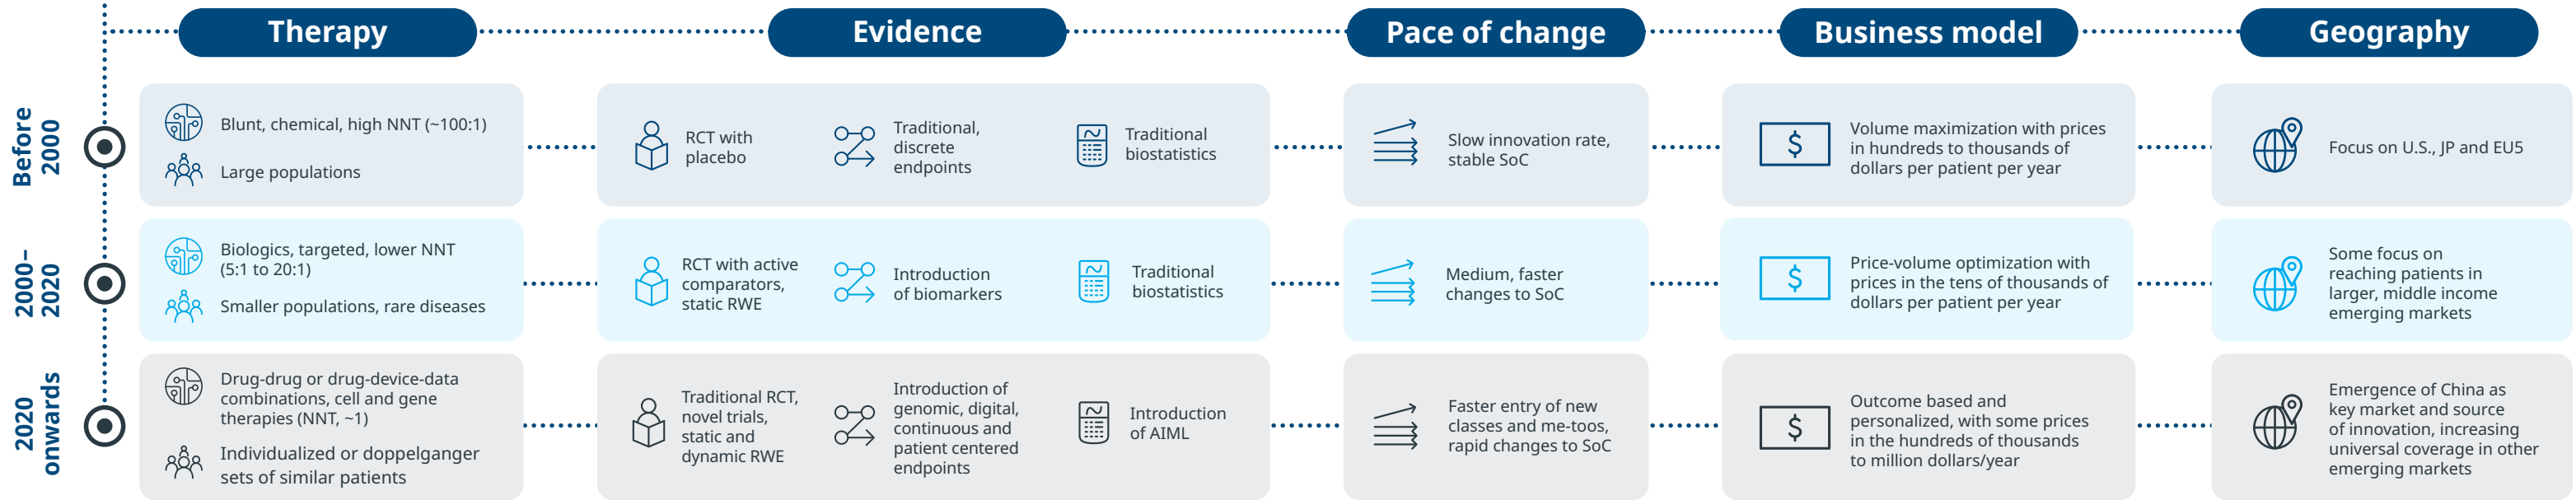 Therapy
Evidence
Pace of change
Business model
Geography
Before
2000
Blunt, chemical, high NNT (~100:1)
Large populations
RCT with
placebo
Traditional,
discrete
endpoints
Traditional
biostatistics
Slow innovation rate,
stable SoC
Volume maximization with prices
in hundreds to thousands of
dollars per patient per year
Focus on U.S., JP and EU5
2000–
2020
Biologics, targeted, lower NNT
(5:1 to 20:1)
Smaller populations, rare diseases
RCT with active
comparators,
static RWE
Introduction
of biomarkers
Traditional
biostatistics
Medium, faster
changes to SoC
Price-volume optimization with
prices in the tens of thousands of
dollars per patient per year
Some focus on
reaching patients in
larger, middle income
emerging markets
2020
onwards
Drug-drug or drug-device-data
combinations, cell and gene
therapies (NNT, ~1)
Individualized or doppelganger
sets of similar patients
Traditional RCT,
novel trials,
static and
dynamic RWE
Introduction of
genomic, digital,
continuous and
patient centered
endpoints
Introduction
of AIML
Faster entry of new
classes and me-toos,
rapid changes to SoC
Outcome based and
personalized, with some prices
in the hundreds of thousands
to million dollars/year
Emergence of China as
key market and source
of innovation, increasing
universal coverage in other
emerging markets